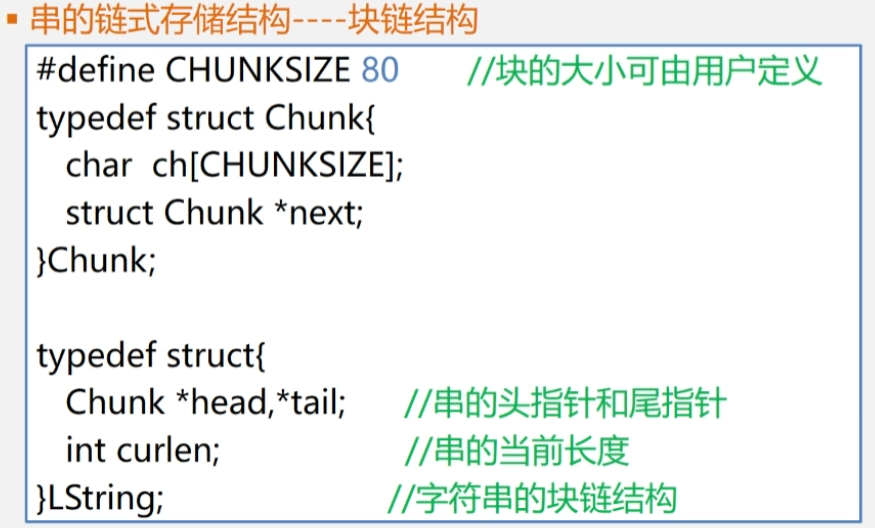 ▪ 串的链式存储结构----块链结构
#define CHUNKSIZE 80 //块的大小可由用户定义
typedef struct Chunk{
char ch[CHUNKSIZE];
struct Chunk *next;
}Chunk;
typedef struct{
Chunk *head,*tail; //串的头指针和尾指针
int curlen; //串的当前长度
}LString; //字符串的块链结构